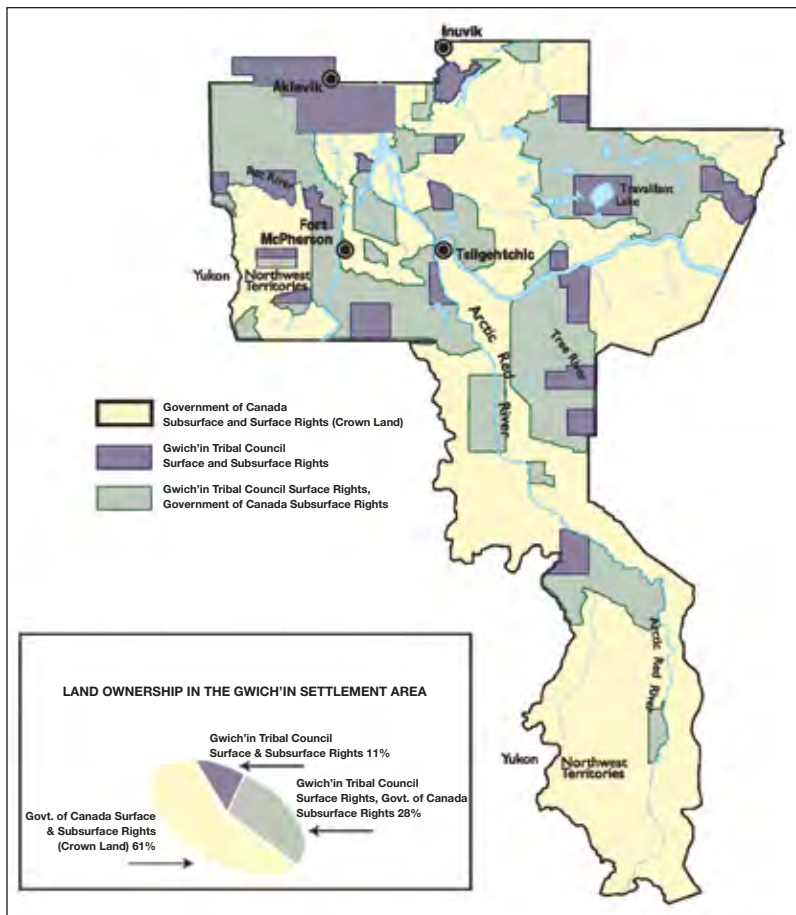 Inuvik
Aklavik
Rat River
Travaillant
Lake
Fort
McPherson
Tsiigehtchic
Yukon
Northwest
Territories
Arctic Red River
Tree River
Government of Canada
Subsurface and Surface Rights (Crown Land)
Gwich'in Tribal Council
Surface and Subsurface Rights
Gwich'in Tribal Council Surface Rights,
Government of Canada Subsurface Rights
Arctic Red River
Yukon
Northwest
Territories
LAND OWNERSHIP IN THE GWICH'IN SETTLEMENT AREA
Gwich'in Tribal Council
Surface & Subsurface Rights 11%
Gwich'in Tribal Council
Surface Rights, Govt. of Canada
Subsurface Rights 28%
Govt. of Canada Surface
& Subsurface Rights
(Crown Land) 61%